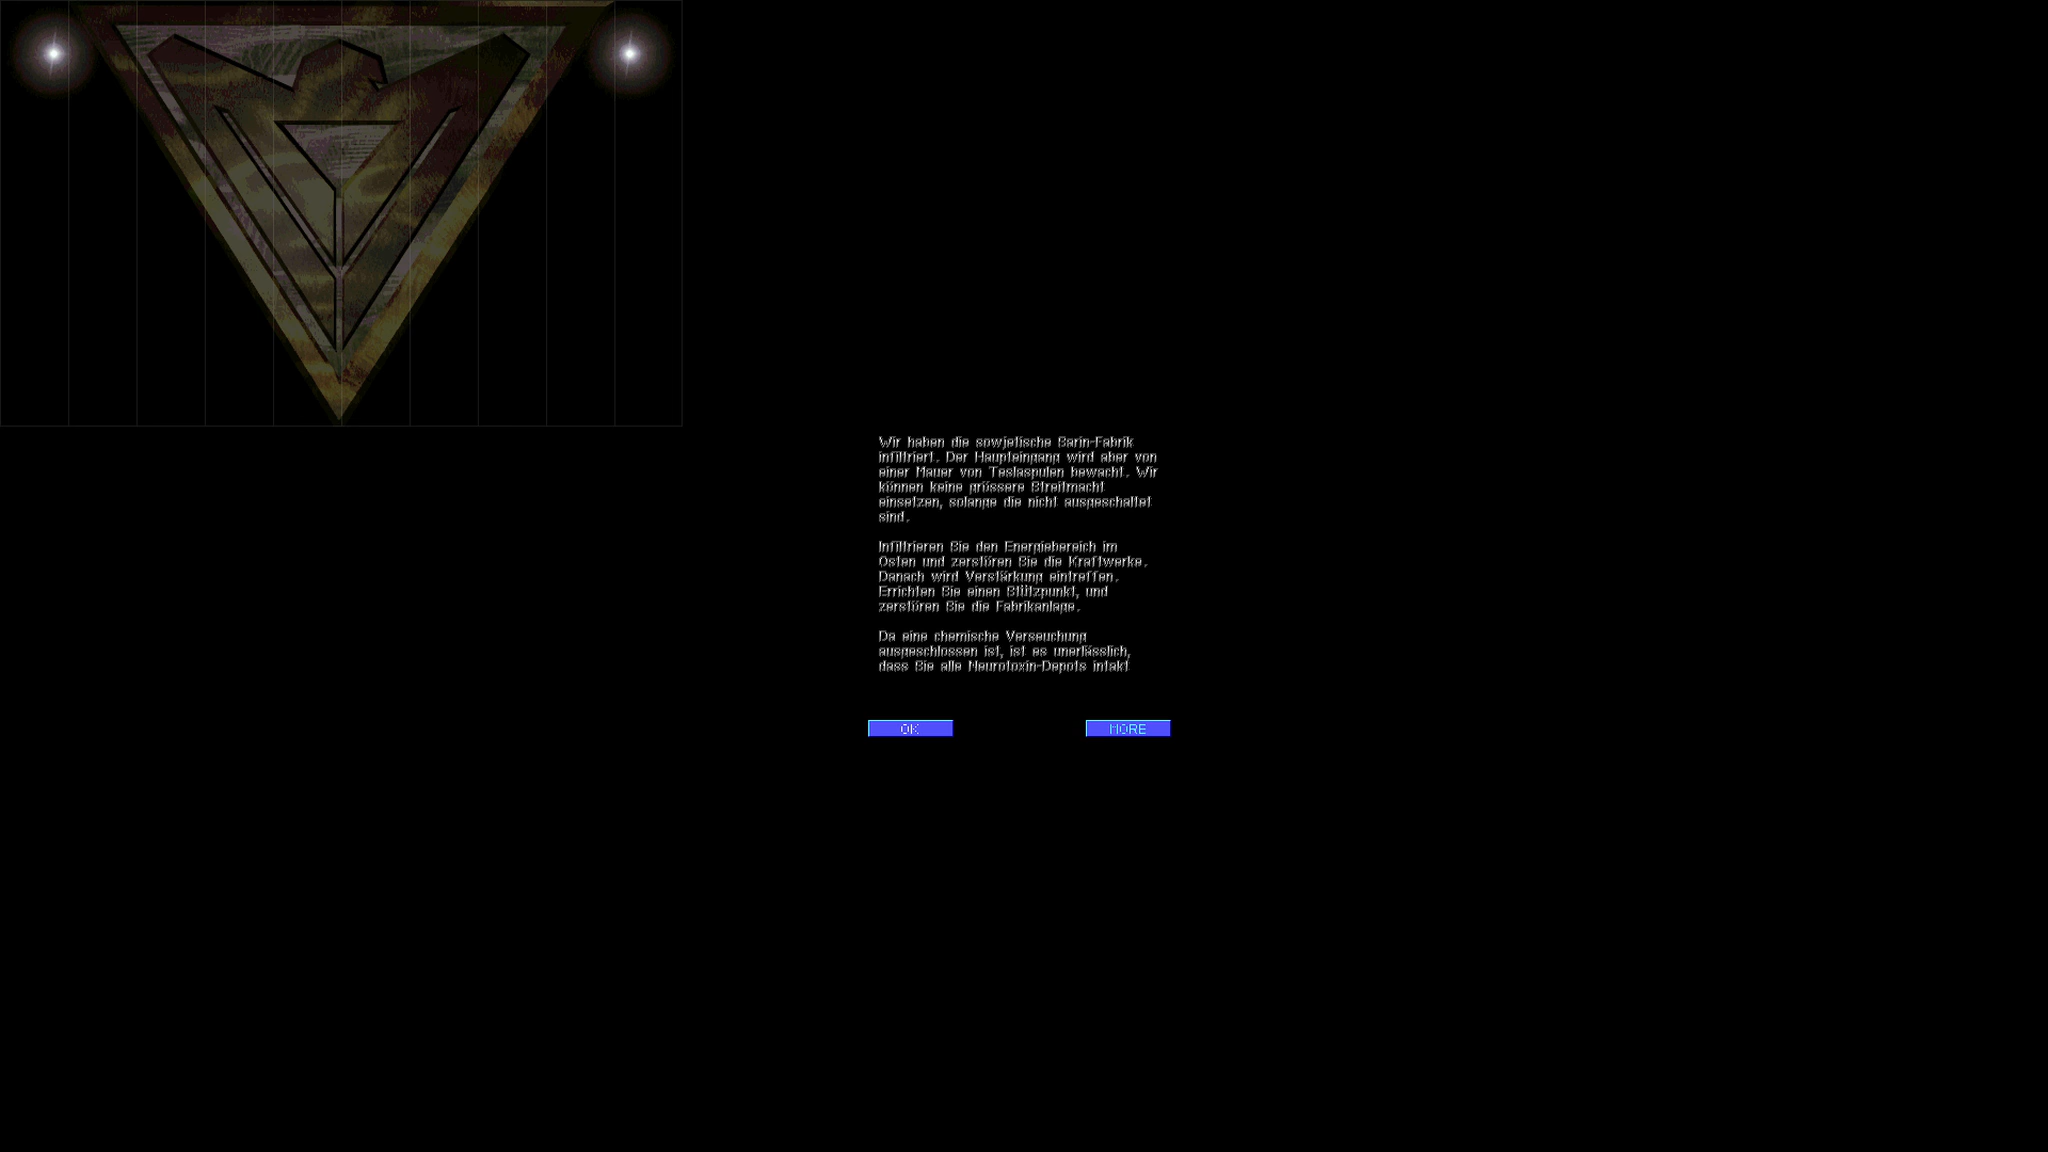 Wir haben die sowjetische Sarin-Fabrik
infiltriert. Der Haupteingang wird aber von
einer Mauer von Teslaspulen bewacht. Wir
können keine grössere Streitmacht
einsetzen, solange die nicht ausgeschaltet
sind.
Infiltrieren Sie den Energiebereich im
Osten und zerstören Sie die Kraftwerke.
Danach wird Verstärkung eintreffen.
Errichten Sie einen Stützpunkt, und
zerstören Sie die Fabrikanlage.
Da eine chemische Verseuchung
ausgeschlossen ist, ist es unerlässlich,
dass Sie alle Neurotoxin-Depots intakt
OK
MORE